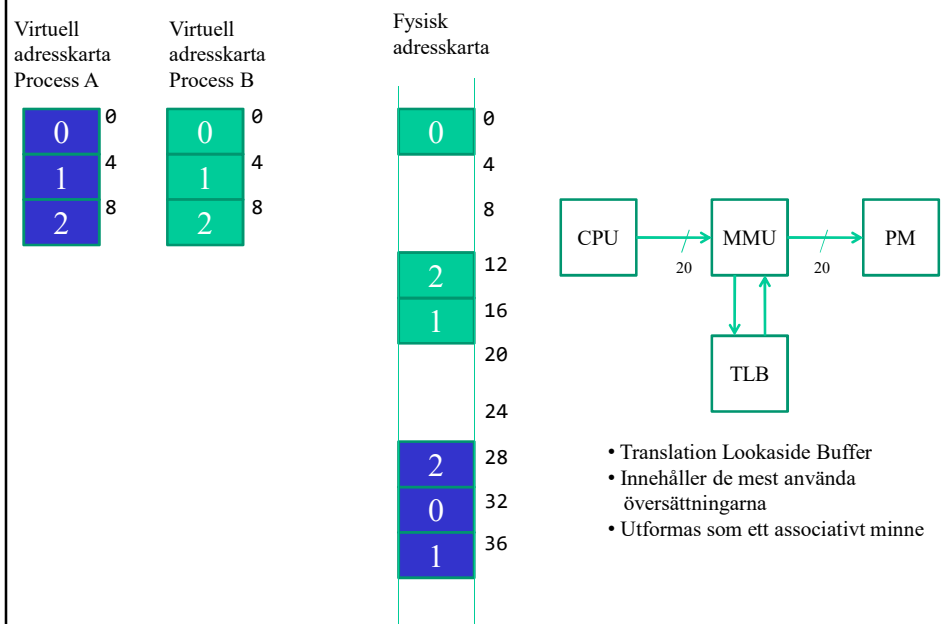 Virtuell
adresskarta
Process A
Virtuell
adresskarta
Process B
Fysisk
adresskarta
0
0
4
1
8
2
0
0
4
1
8
2
0
0
4
8
12
2
16
1
20
24
28
2
32
0
36
1
CPU
20
MMU
20
PM
TLB
• Translation Lookaside Buffer
• Innehåller de mest använda
översättningarna
• Utformas som ett associativt minne